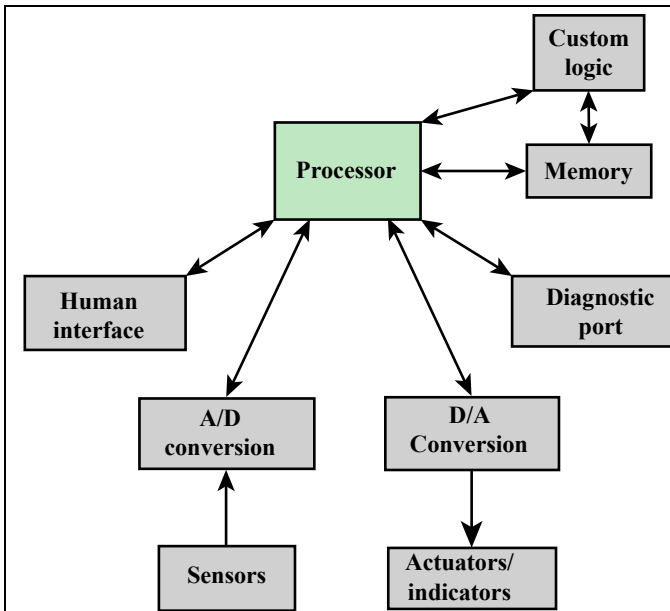 Custom
logic
Processor
Memory
Human
interface
Diagnostic
port
A/D
conversion
D/A
Conversion
Sensors
Actuators/
indicators